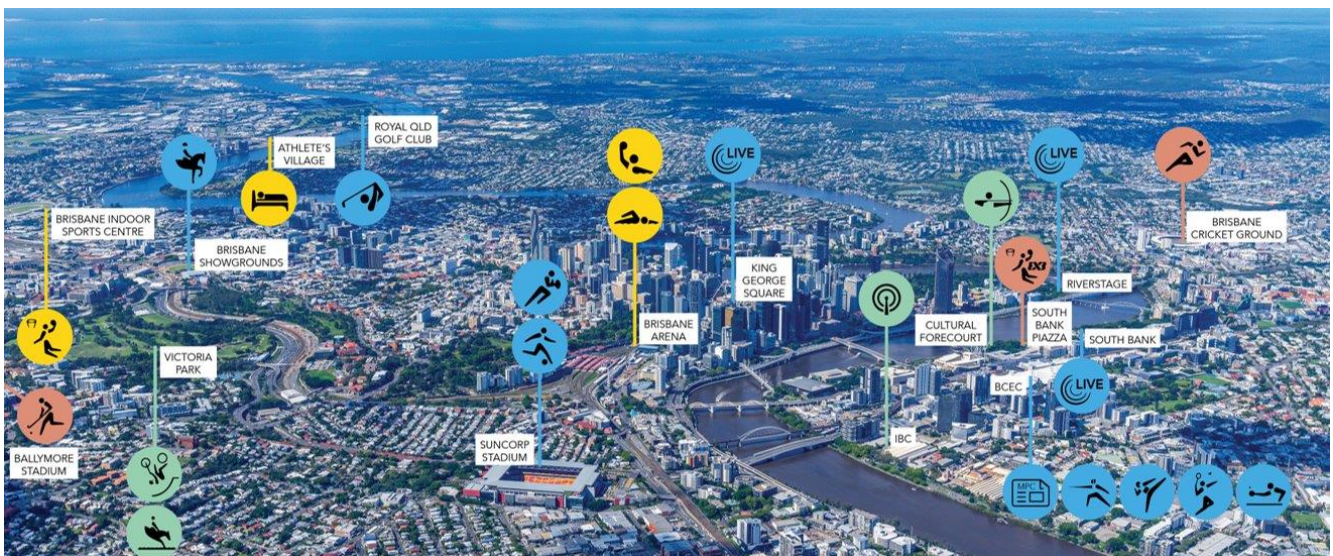 ROYAL QLD
GOLF CLUB
ATHLETE'S
VILLAGE
LIVE
LIVE
BRISBANE INDOOR
SPORTS CENTRE
BRISBANE
SHOWGROUNDS
BRISBANE
CRICKET GROUND
KING
GEORGE
SQUARE
3X3
RIVERSTAGE
BRISBANE
ARENA
CULTURAL
FORECOURT
SOUTH
BANK
PIAZZA
SOUTH BANK
VICTORIA
PARK
BCEC
LIVE
SUNCORP
STADIUM
IBC
BALLYMORE
STADIUM
MPC